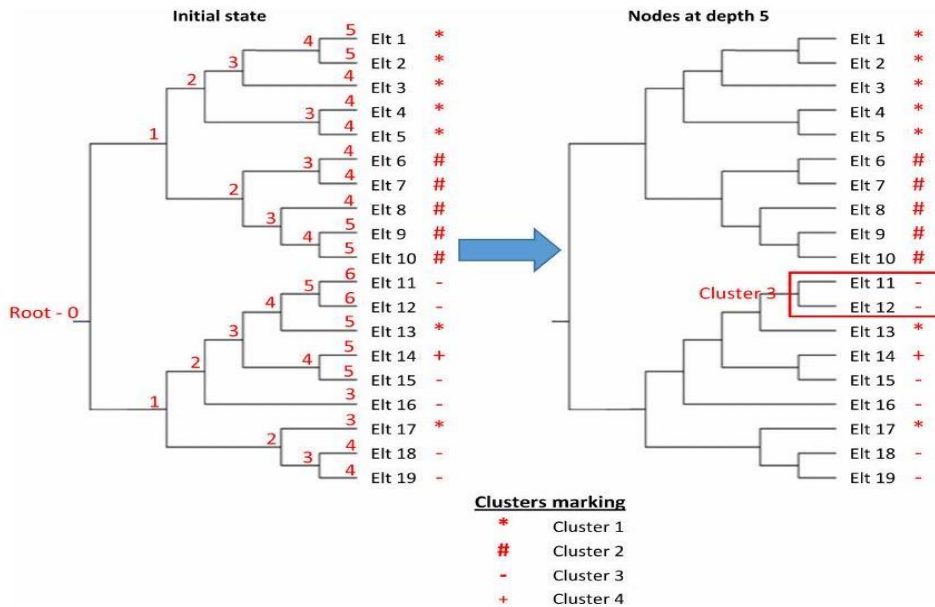 Initial state
Nodes at depth 5
5 Elt 1 * Elt 1 *
4
5 Elt 2 * Elt 2 *
3
4 Elt 3 * Elt 3 *
2
4 Elt 4 * Elt 4 *
3
4 Elt 5 * Elt 5 *
1
4 Elt 6 # Elt 6 #
3
4 Elt 7 # Elt 7 #
2
4 Elt 8 # Elt 8 #
3
5 Elt 9 # Elt 9 #
4
5 Elt 10 # Elt 10 #
6 Elt 11 - Elt 11 -
5 Cluster 3
6 Elt 12 - Elt 12 -
4
Root - 0
5 Elt 13 * Elt 13 *
3
5 Elt 14 + Elt 14 +
4
5 Elt 15 - Elt 15 -
2
3 Elt 16 - Elt 16 -
1
3 Elt 17 * Elt 17 *
2
4 Elt 18 - Elt 18 -
3
4 Elt 19 - Elt 19 -
Clusters marking
* Cluster 1
# Cluster 2
- Cluster 3
+ Cluster 4